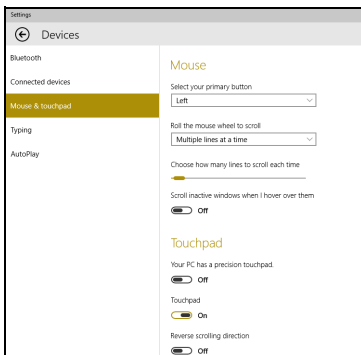 Settings
Devices
Bluetooth
Connected devices
Mouse & touchpad
Typing
AutoPlay
Mouse
Select your primary button
Left
Roll the mouse wheel to scroll
Multiple lines at a time
Choose how many lines to scroll each time
Scroll inactive windows when I hover over them
Off
Touchpad
Your PC has a precision touchpad.
Off
Touchpad
On
Reverse scrolling direction
Off